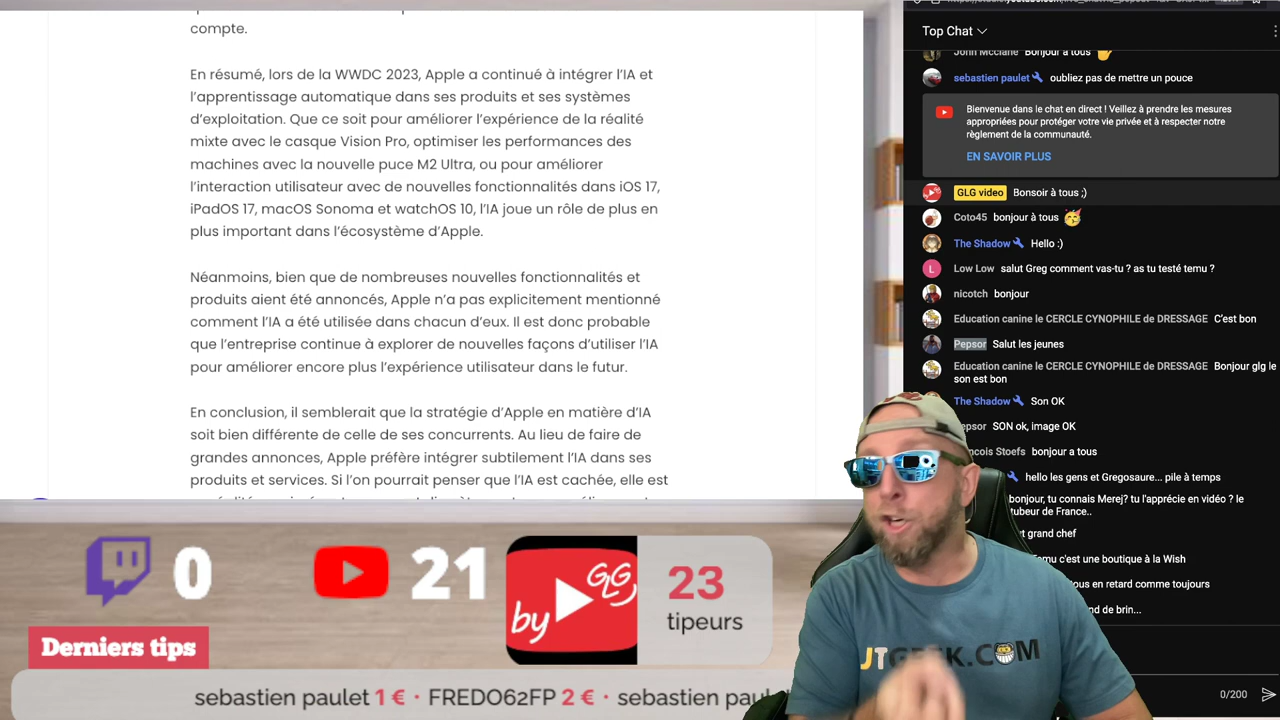 compte.
En résumé, lors de la WWDC 2023, Apple a continué à intégrer l'IA et
l'apprentissage automatique dans ses produits et ses systèmes
d'exploitation. Que ce soit pour améliorer l'expérience de la réalité
mixte avec le casque Vision Pro, optimiser les performances des
machines avec la nouvelle puce M2 Ultra, ou pour améliorer
l'interaction utilisateur avec de nouvelles fonctionnalités dans iOS 17,
iPadOS 17, macOS Sonoma et watchOS 10, l'IA joue un rôle de plus en
plus important dans l'écosystème d'Apple.
Néanmoins, bien que de nombreuses nouvelles fonctionnalités et
produits aient été annoncés, Apple n'a pas explicitement mentionné
comment l'IA a été utilisée dans chacun d'eux. Il est donc probable
que l'entreprise continue à explorer de nouvelles façons d'utiliser l'IA
pour améliorer encore plus l'expérience utilisateur dans le futur.
En conclusion, il semblerait que la stratégie d'Apple en matière d'IA
soit bien différente de celle de ses concurrents. Au lieu de faire de
grandes annonces, Apple préfère intégrer subtilement l'IA dans ses
produits et services. Si l'on pourrait penser que l'IA est cachée, elle est
Top Chat
John Mcclane Bonjour à tous
sebastien paulet oubliez pas de mettre un pouce
Bienvenue dans le chat en direct ! Veillez à prendre les mesures
appropriées pour protéger votre vie privée et à respecter notre
règlement de la communauté.
EN SAVOIR PLUS
GLG video Bonsoir à tous ;)
Coto45 bonjour à tous
The Shadow Hello :)
L Low Low salut Greg comment vas-tu ? as tu testé temu ?
nicotch bonjour
Education canine le CERCLE CYNOPHILE de DRESSAGE C'est bon
Pepsor Salut les jeunes
Education canine le CERCLE CYNOPHILE de DRESSAGE Bonjour glg le
son est bon
The Shadow Son OK
epsor SON ok, image OK
ncois Stoefs bonjour a tous
hello les gens et Gregosaure... pile à temps
bonjour, tu connais Merej? tu l'apprécie en vidéo ? le
tubeur de France..
t grand chef
emu c'est une boutique à la Wish
ous en retard comme toujours
nd de brin...
0/200
0
21
by GLG
23
tipeurs
Derniers tips
sebastien paulet 1 € · FREDO62FP 2 € · sebastien pau
UTGEEK.COM